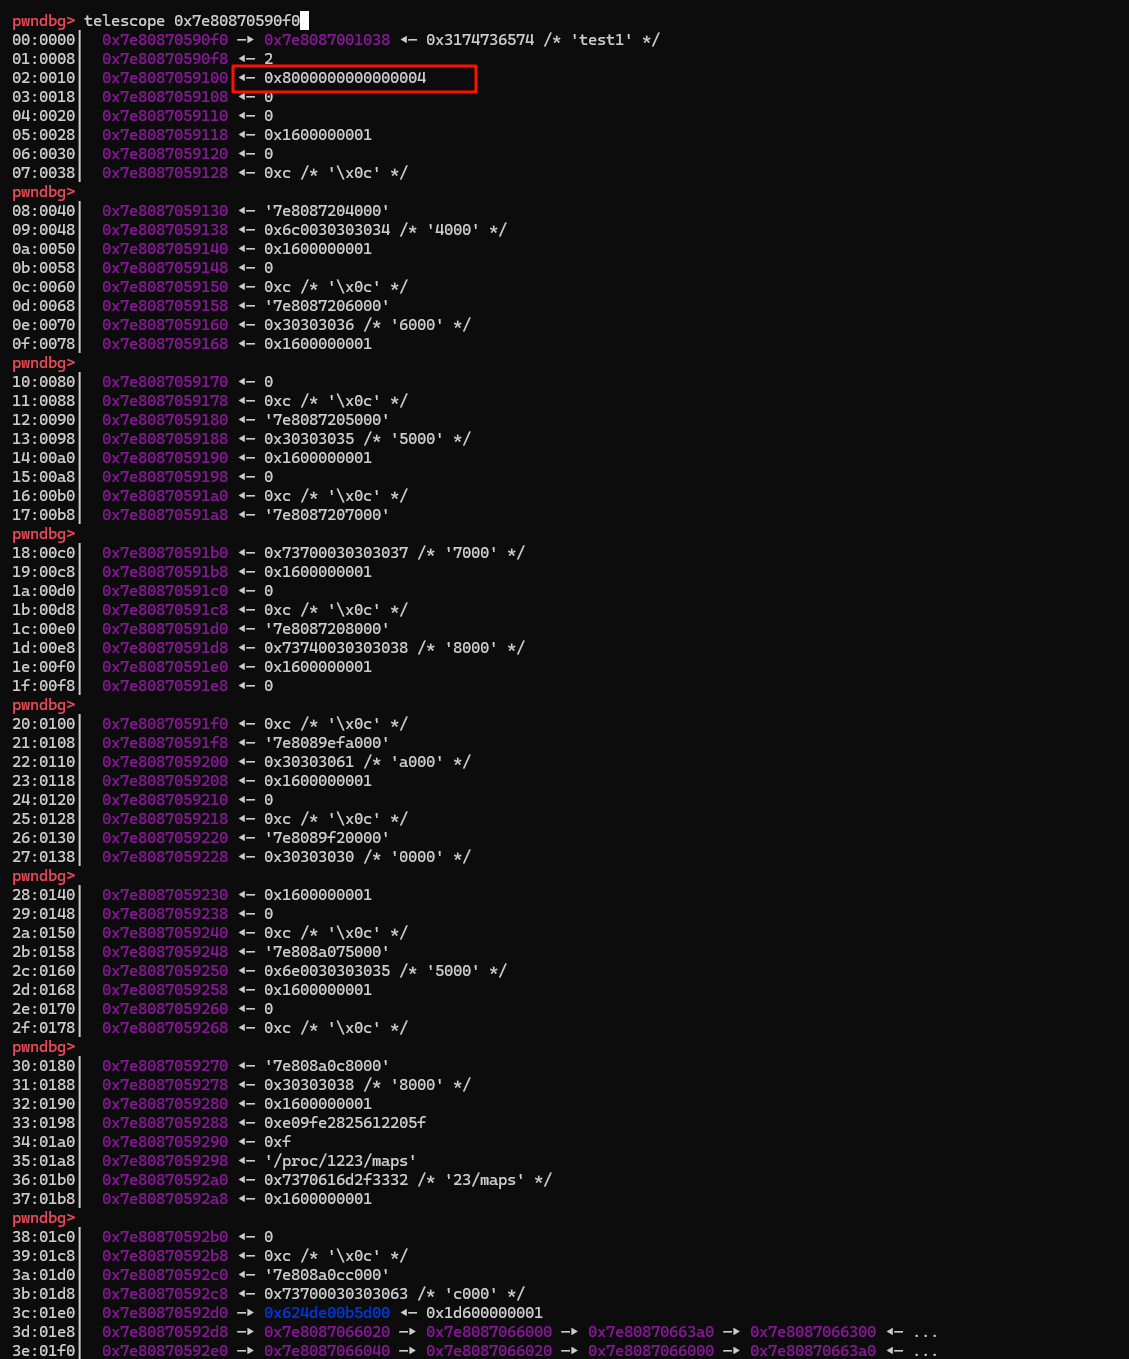 pwndbg> telescope 0x7e80870590f0
00:0000│  0x7e80870590f0 —▸ 0x7e8087001038 ◂— 0x3174736574 /* 'test1' */
01:0008│  0x7e80870590f8 ◂— 2
02:0010│  0x7e8087059100 ◂— 0x8000000000000004
03:0018│  0x7e8087059108 ◂— 0
04:0020│  0x7e8087059110 ◂— 0
05:0028│  0x7e8087059118 ◂— 0x1600000001
06:0030│  0x7e8087059120 ◂— 0
07:0038│  0x7e8087059128 ◂— 0xc /* '\x0c' */
pwndbg>
08:0040│  0x7e8087059130 ◂— '7e8087204000'
09:0048│  0x7e8087059138 ◂— 0x6c0030303034 /* '4000' */
0a:0050│  0x7e8087059140 ◂— 0x1600000001
0b:0058│  0x7e8087059148 ◂— 0
0c:0060│  0x7e8087059150 ◂— 0xc /* '\x0c' */
0d:0068│  0x7e8087059158 ◂— '7e8087206000'
0e:0070│  0x7e8087059160 ◂— 0x30303036 /* '6000' */
0f:0078│  0x7e8087059168 ◂— 0x1600000001
pwndbg>
10:0080│  0x7e8087059170 ◂— 0
11:0088│  0x7e8087059178 ◂— 0xc /* '\x0c' */
12:0090│  0x7e8087059180 ◂— '7e8087205000'
13:0098│  0x7e8087059188 ◂— 0x30303035 /* '5000' */
14:00a0│  0x7e8087059190 ◂— 0x1600000001
15:00a8│  0x7e8087059198 ◂— 0
16:00b0│  0x7e80870591a0 ◂— 0xc /* '\x0c' */
17:00b8│  0x7e80870591a8 ◂— '7e8087207000'
pwndbg>
18:00c0│  0x7e80870591b0 ◂— 0x73700030303037 /* '7000' */
19:00c8│  0x7e80870591b8 ◂— 0x1600000001
1a:00d0│  0x7e80870591c0 ◂— 0
1b:00d8│  0x7e80870591c8 ◂— 0xc /* '\x0c' */
1c:00e0│  0x7e80870591d0 ◂— '7e8087208000'
1d:00e8│  0x7e80870591d8 ◂— 0x73740030303038 /* '8000' */
1e:00f0│  0x7e80870591e0 ◂— 0x1600000001
1f:00f8│  0x7e80870591e8 ◂— 0
pwndbg>
20:0100│  0x7e80870591f0 ◂— 0xc /* '\x0c' */
21:0108│  0x7e80870591f8 ◂— '7e8089efa000'
22:0110│  0x7e8087059200 ◂— 0x30303061 /* 'a000' */
23:0118│  0x7e8087059208 ◂— 0x1600000001
24:0120│  0x7e8087059210 ◂— 0
25:0128│  0x7e8087059218 ◂— 0xc /* '\x0c' */
26:0130│  0x7e8087059220 ◂— '7e8089f20000'
27:0138│  0x7e8087059228 ◂— 0x30303030 /* '0000' */
pwndbg>
28:0140│  0x7e8087059230 ◂— 0x1600000001
29:0148│  0x7e8087059238 ◂— 0
2a:0150│  0x7e8087059240 ◂— 0xc /* '\x0c' */
2b:0158│  0x7e8087059248 ◂— '7e808a075000'
2c:0160│  0x7e8087059250 ◂— 0x6e0030303035 /* '5000' */
2d:0168│  0x7e8087059258 ◂— 0x1600000001
2e:0170│  0x7e8087059260 ◂— 0
2f:0178│  0x7e8087059268 ◂— 0xc /* '\x0c' */
pwndbg>
30:0180│  0x7e8087059270 ◂— '7e808a0c8000'
31:0188│  0x7e8087059278 ◂— 0x30303038 /* '8000' */
32:0190│  0x7e8087059280 ◂— 0x1600000001
33:0198│  0x7e8087059288 ◂— 0xe09fe2825612205f
34:01a0│  0x7e8087059290 ◂— 0xf
35:01a8│  0x7e8087059298 ◂— '/proc/1223/maps'
36:01b0│  0x7e80870592a0 ◂— 0x7370616d2f3332 /* '23/maps' */
37:01b8│  0x7e80870592a8 ◂— 0x1600000001
pwndbg>
38:01c0│  0x7e80870592b0 ◂— 0
39:01c8│  0x7e80870592b8 ◂— 0xc /* '\x0c' */
3a:01d0│  0x7e80870592c0 ◂— '7e808a0cc000'
3b:01d8│  0x7e80870592c8 ◂— 0x73700030303063 /* 'c000' */
3c:01e0│  0x7e80870592d0 —▸ 0x624de00b5d00 ◂— 0x1d600000001
3d:01e8│  0x7e80870592d8 —▸ 0x7e8087066020 —▸ 0x7e8087066000 —▸ 0x7e80870663a0 —▸ 0x7e8087066300 ◂— ...
3e:01f0│  0x7e80870592e0 —▸ 0x7e8087066040 —▸ 0x7e8087066020 —▸ 0x7e8087066000 —▸ 0x7e80870663a0 ◂— ...